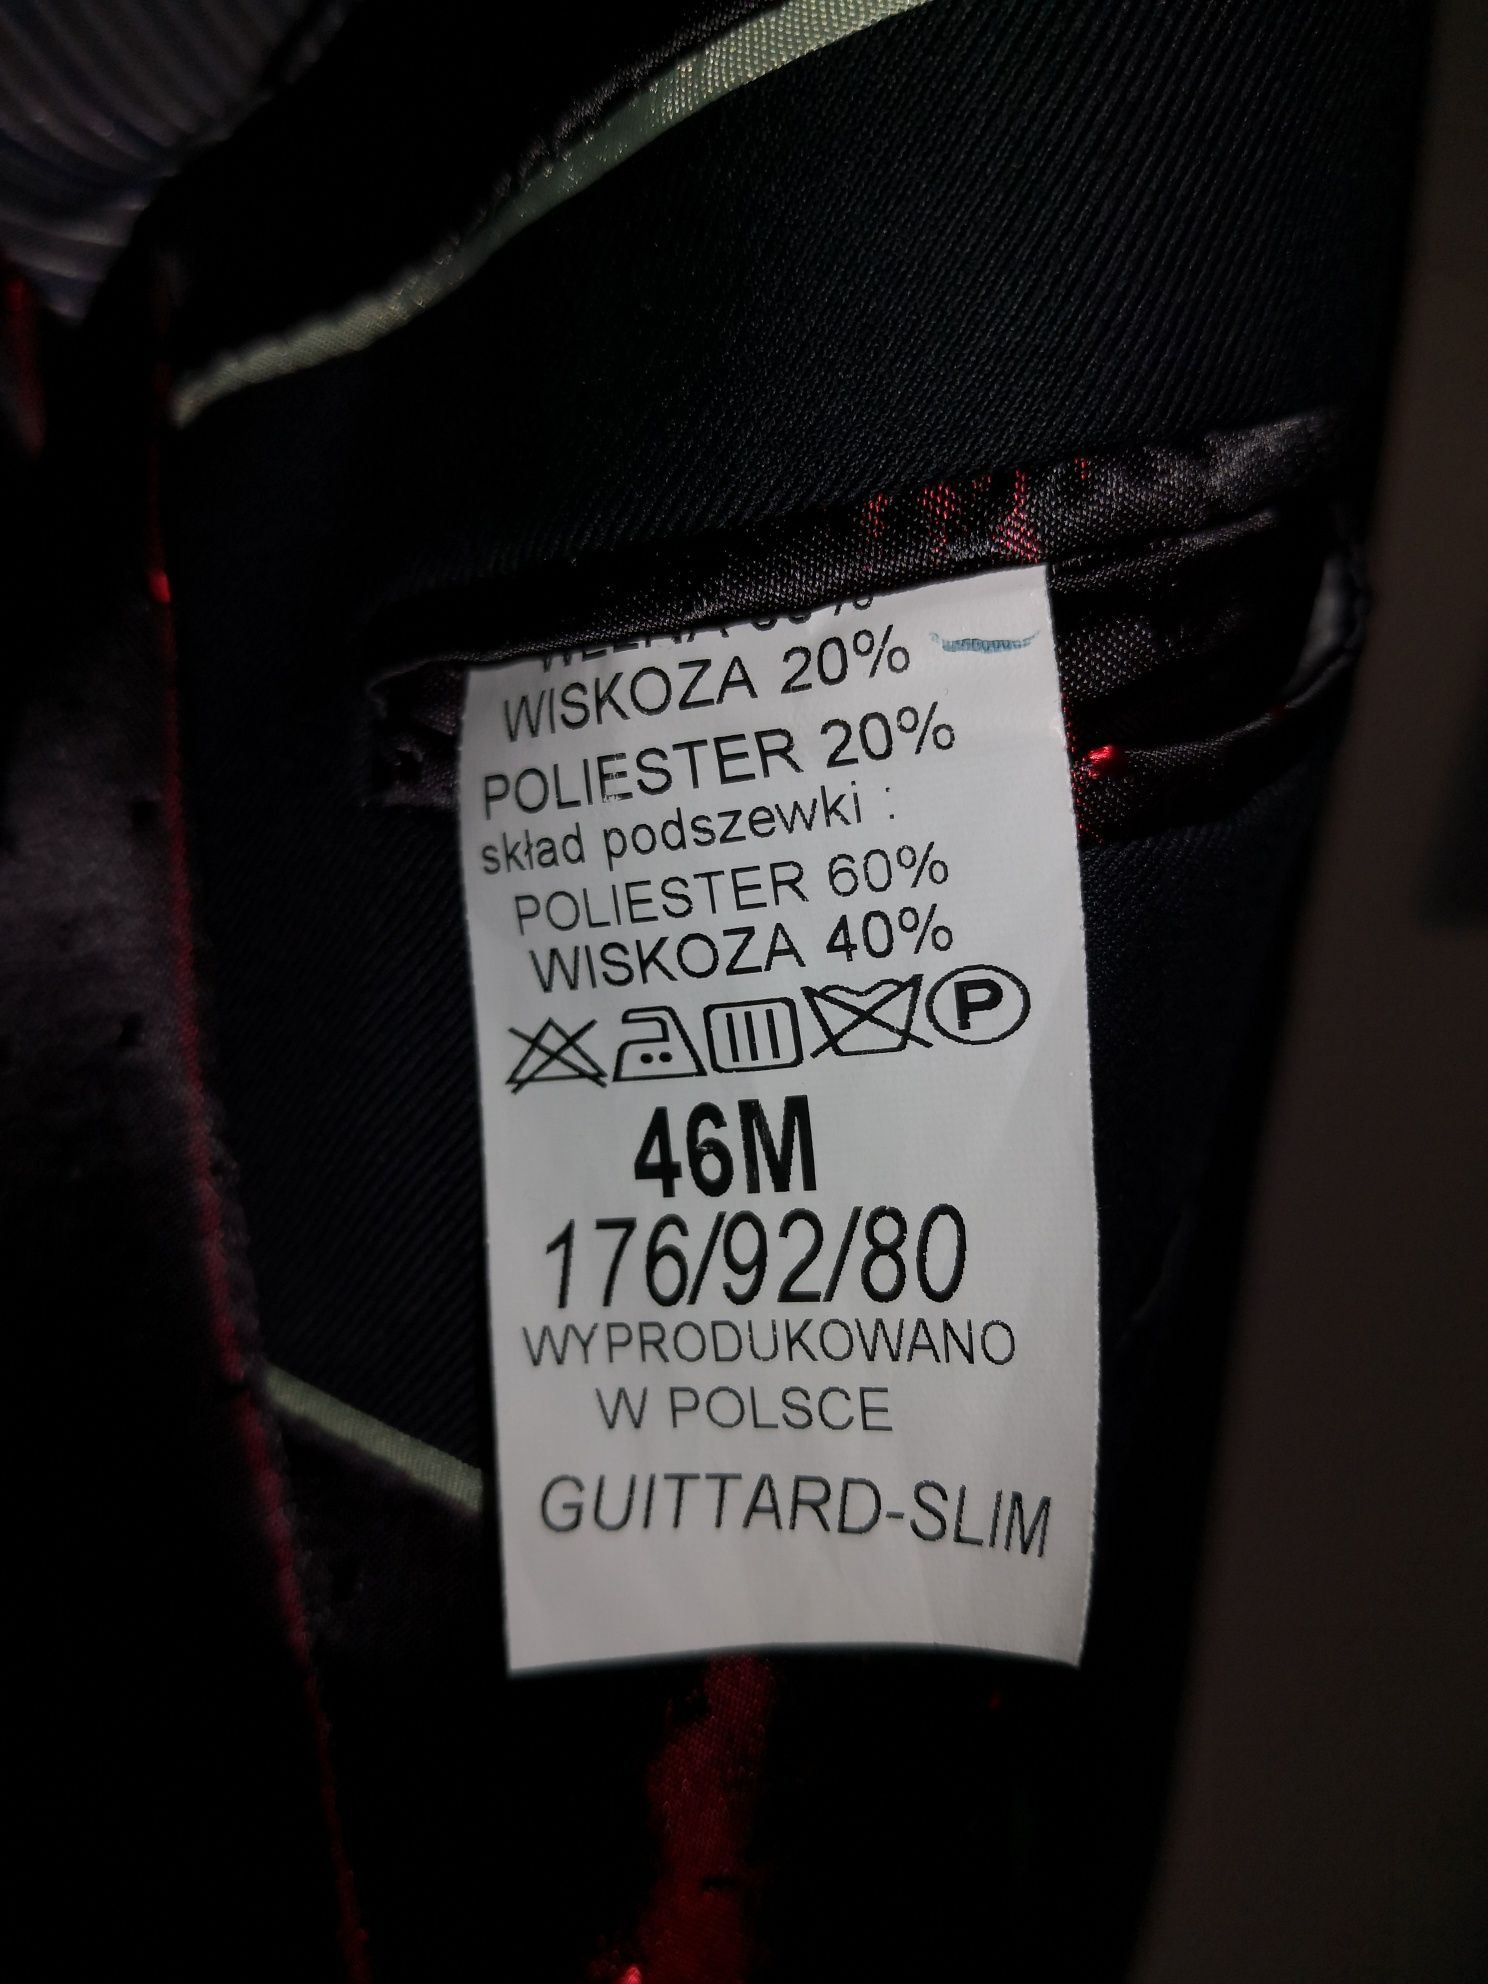 WISKOZA 20%
POLIESTER 20%
skład podszewki :
POLIESTER 60%
WISKOZA 40%
P
46M
176/92/80
WYPRODUKOWANO
W POLSCE
GUITTARD-SLIM